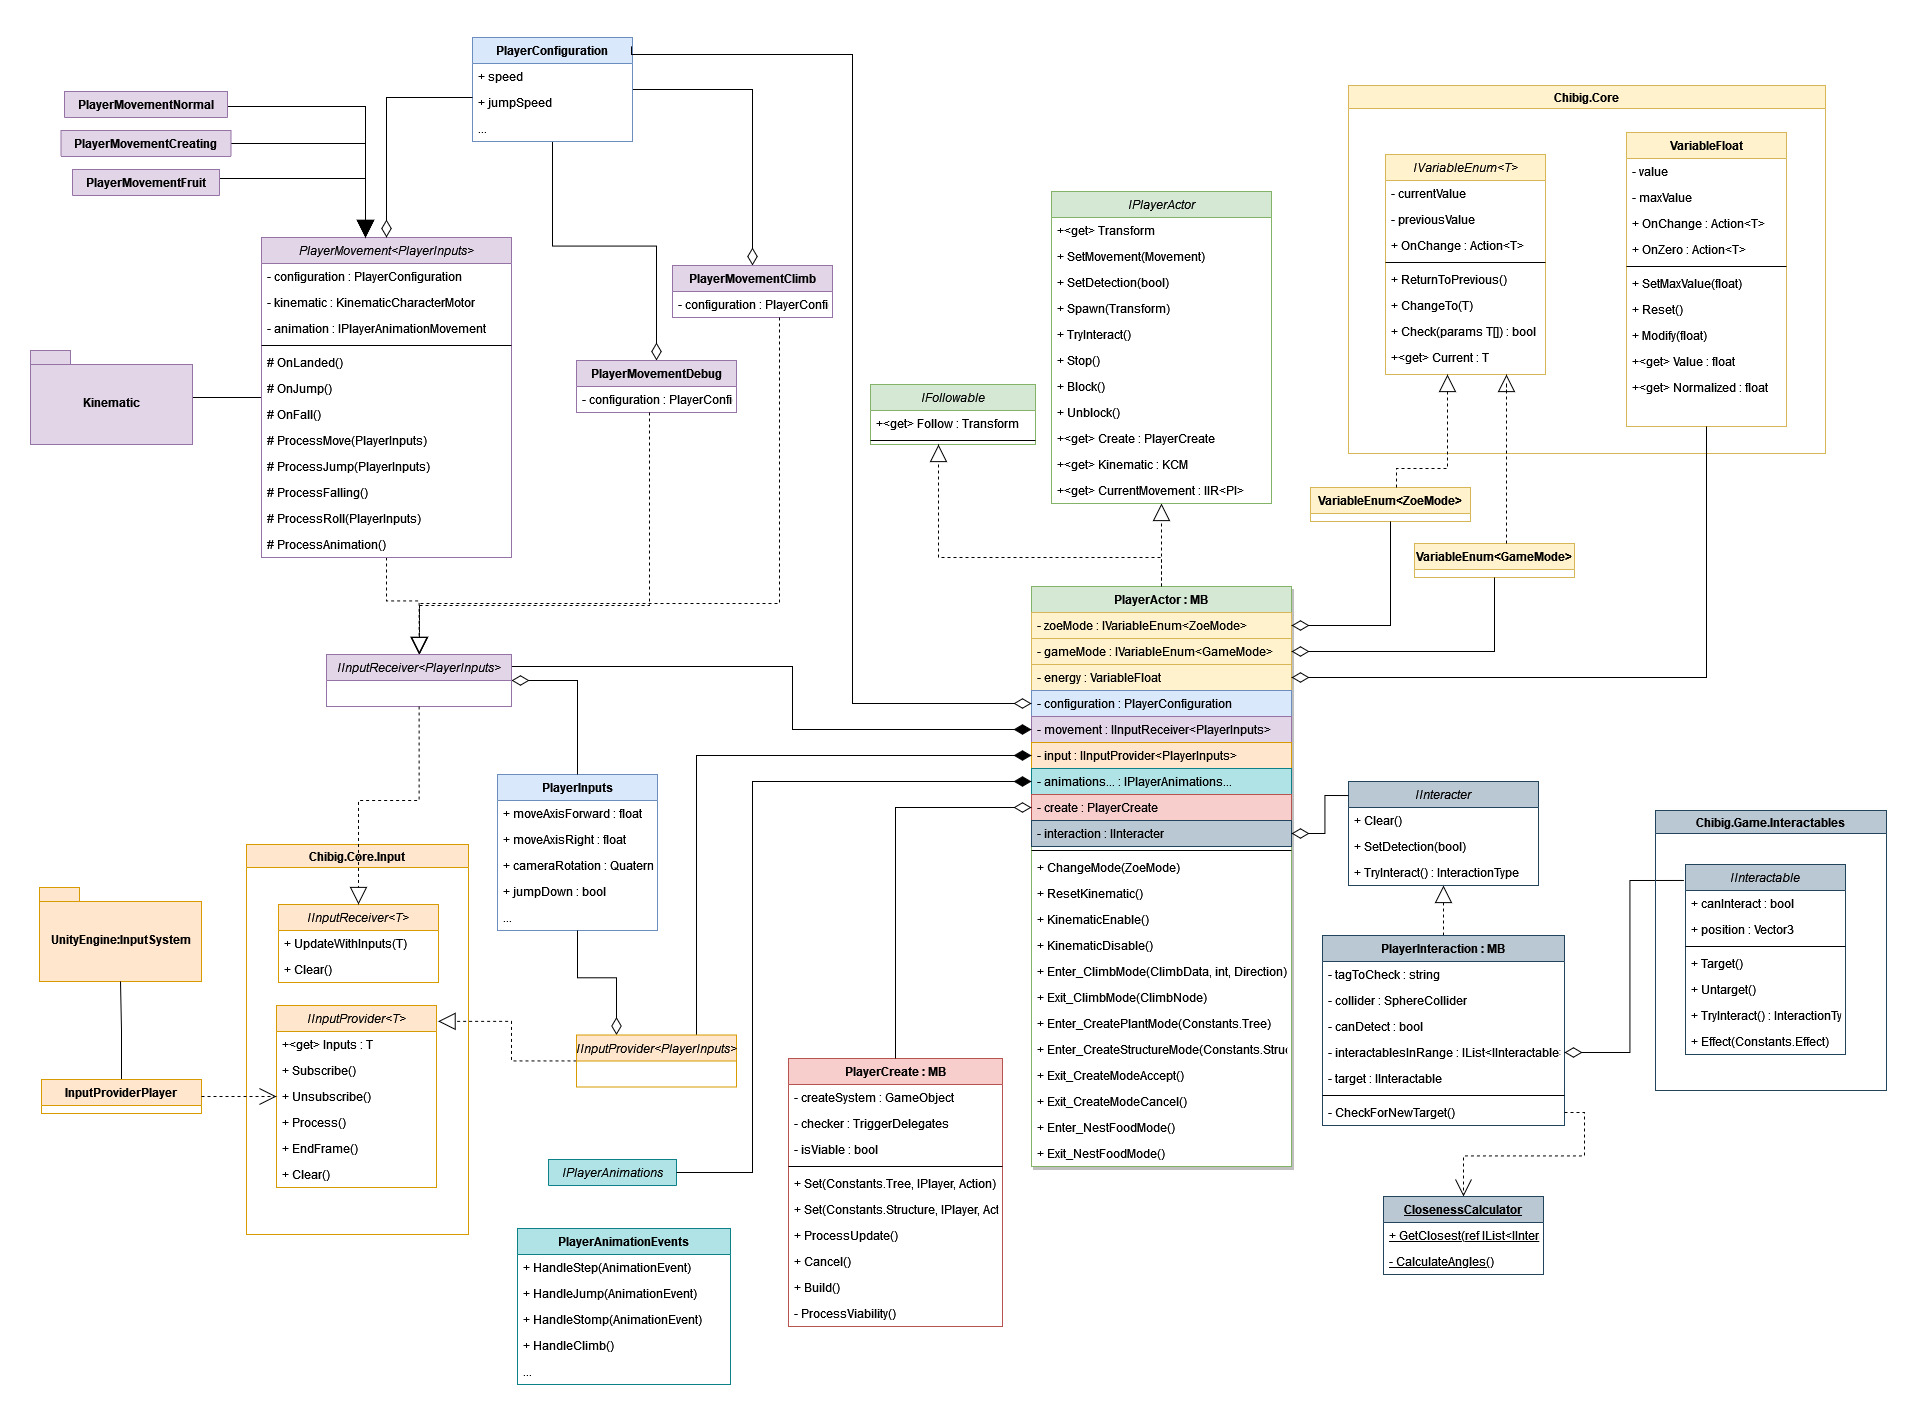 PlayerConfiguration
+ speed
+ jumpSpeed
...
PlayerMovementNormal
PlayerMovementCreating
PlayerMovementFruit
PlayerMovement<PlayerInputs>
- configuration : PlayerConfiguration
- kinematic : KinematicCharacterMotor
- animation : IPlayerAnimationMovement
# OnLanded()
# OnJump()
# OnFall()
# ProcessMove(PlayerInputs)
# ProcessJump(PlayerInputs)
# ProcessFalling()
# ProcessRoll(PlayerInputs)
# ProcessAnimation()
Kinematic
PlayerMovementClimb
- configuration : PlayerConfi
PlayerMovementDebug
- configuration : PlayerConfi
IFollowable
+<get> Follow : Transform
IPlayerActor
+<get> Transform
+ SetMovement(Movement)
+ SetDetection(bool)
+ Spawn(Transform)
+ TryInteract()
+ Stop()
+ Block()
+ Unblock()
+<get> Create : PlayerCreate
+<get> Kinematic : KCM
+<get> CurrentMovement : IIR<PI>
Chibig.Core
IVariableEnum<T>
- currentValue
- previousValue
+ OnChange : Action<T>
+ ReturnToPrevious()
+ ChangeTo(T)
+ Check(params T[]) : bool
+<get> Current : T
VariableFloat
- value
- maxValue
+ OnChange : Action<T>
+ OnZero : Action<T>
+ SetMaxValue(float)
+ Reset()
+ Modify(float)
+<get> Value : float
+<get> Normalized : float
VariableEnum<ZoeMode>
VariableEnum<GameMode>
PlayerActor : MB
- zoeMode : IVariableEnum<ZoeMode>
- gameMode : IVariableEnum<GameMode>
- energy : VariableFloat
- configuration : PlayerConfiguration
- movement : IInputReceiver<PlayerInputs>
- input : IInputProvider<PlayerInputs>
- animations... : IPlayerAnimations...
- create : PlayerCreate
- interaction : IInteracter
+ ChangeMode(ZoeMode)
+ ResetKinematic()
+ KinematicEnable()
+ KinematicDisable()
+ Enter_ClimbMode(ClimbData, int, Direction)
+ Exit_ClimbMode(ClimbNode)
+ Enter_CreatePlantMode(Constants.Tree)
+ Enter_CreateStructureMode(Constants.Struc
+ Exit_CreateModeAccept()
+ Exit_CreateModeCancel()
+ Enter_NestFoodMode()
+ Exit_NestFoodMode()
IInputReceiver<PlayerInputs>
PlayerInputs
+ moveAxisForward : float
+ moveAxisRight : float
+ cameraRotation : Quatern
+ jumpDown : bool
...
Chibig.Core.Input
IInputReceiver<T>
+ UpdateWithInputs(T)
+ Clear()
IInputProvider<T>
+<get> Inputs : T
+ Subscribe()
+ Unsubscribe()
+ Process()
+ EndFrame()
+ Clear()
UnityEngine:InputSystem
InputProviderPlayer
IInputProvider<PlayerInputs>
IPlayerAnimations
PlayerAnimationEvents
+ HandleStep(AnimationEvent)
+ HandleJump(AnimationEvent)
+ HandleStomp(AnimationEvent)
+ HandleClimb()
...
PlayerCreate : MB
- createSystem : GameObject
- checker : TriggerDelegates
- isViable : bool
+ Set(Constants.Tree, IPlayer, Action)
+ Set(Constants.Structure, IPlayer, Act
+ ProcessUpdate()
+ Cancel()
+ Build()
- ProcessViability()
IInteracter
+ Clear()
+ SetDetection(bool)
+ TryInteract() : InteractionType
PlayerInteraction : MB
- tagToCheck : string
- collider : SphereCollider
- canDetect : bool
- interactablesInRange : IList<IInteractable
- target : IInteractable
- CheckForNewTarget()
Chibig.Game.Interactables
IInteractable
+ canInteract : bool
+ position : Vector3
+ Target()
+ Untarget()
+ TryInteract() : InteractionTy
+ Effect(Constants.Effect)
ClosenessCalculator
+ GetClosest(ref IList<IInter
- CalculateAngles()